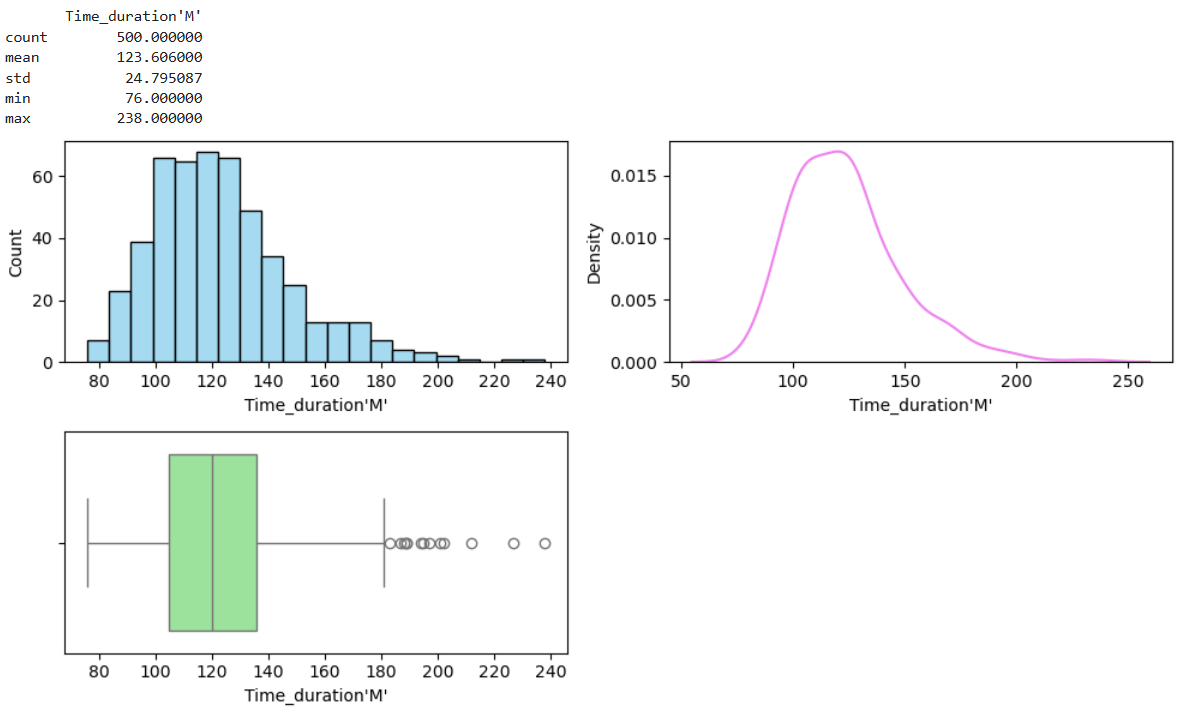 Time_duration'M'
count 500.000000
mean 123.606000
std 24.795087
min 76.000000
max 238.000000
60
40
20
0
Count
80 100 120 140 160 180 200 220 240
Time_duration'M'
0.015
0.010
0.005
0.000
Density
50 100 150 200 250
Time_duration'M'
80 100 120 140 160 180 200 220 240
Time_duration'M'